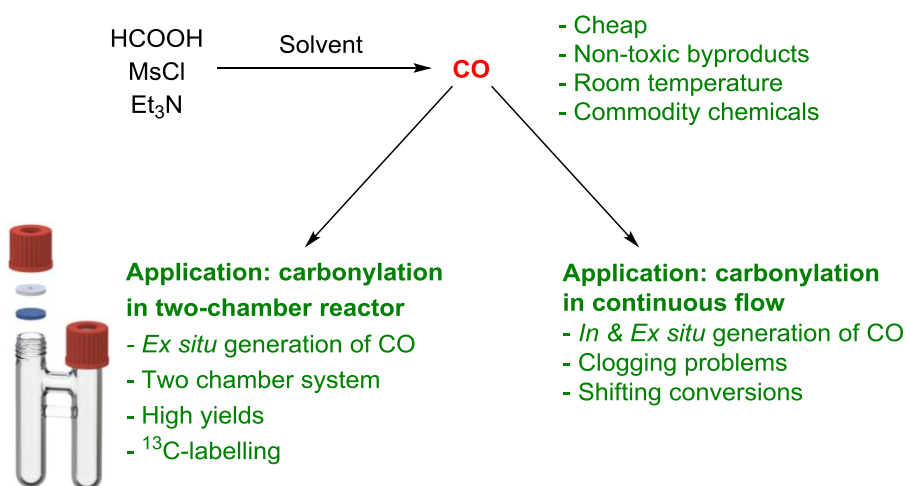 HCOOH
MsCl
Et₃N
Solvent
CO
- Cheap
- Non-toxic byproducts
- Room temperature
- Commodity chemicals
Application: carbonylation
in two-chamber reactor
- Ex situ generation of CO
- Two chamber system
- High yields
- ¹³C-labelling
Application: carbonylation
in continuous flow
- In & Ex situ generation of CO
- Clogging problems
- Shifting conversions